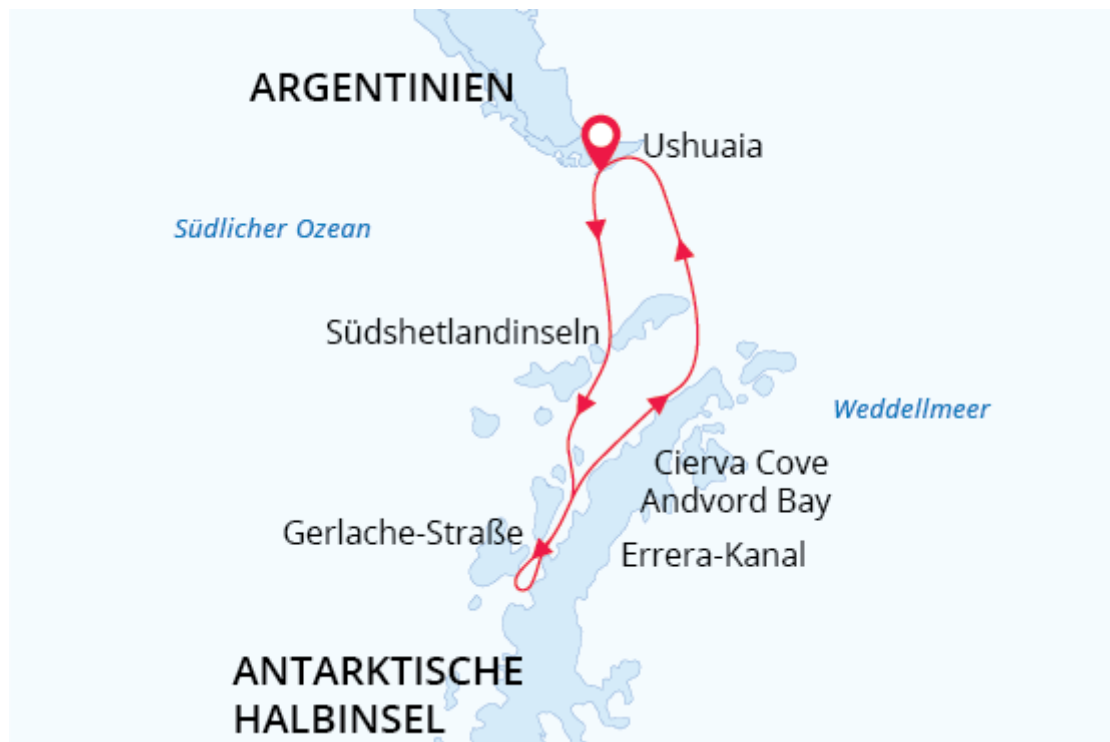 ARGENTINIEN
Ushuaia
Südlicher Ozean
Südshetlandinseln
Weddellmeer
Cierva Cove
Andvord Bay
Gerlache-Straße
Errera-Kanal
ANTARKTISCHE
HALBINSEL